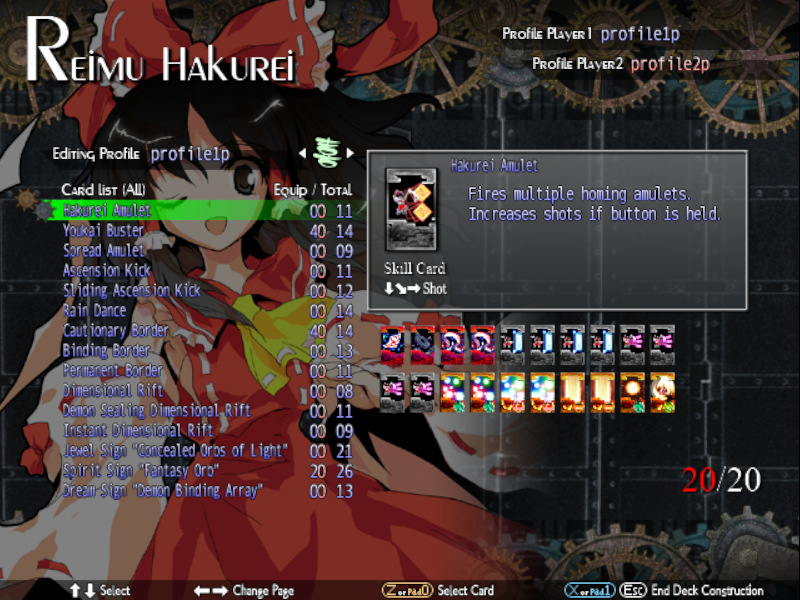 Reimu Hakurei
Profile Player1 profile1p
Profile Player2 profile2p
Editing Profile profile1p
Card list (All) Equip / Total
Hakurei Amulet 00 11
Youkai Buster 40 14
Spread Amulet 00 09
Ascension Kick 00 11
Sliding Ascension Kick 00 12
Rain Dance 00 14
Cautionary Border 40 14
Binding Border 00 13
Permanent Border 00 11
Dimensional Rift 00 08
Demon Sealing Dimensional Rift 00 11
Instant Dimensional Rift 00 09
Jewel Sign "Concealed Orbs of Light" 00 21
Spirit Sign "Fantasy Orb" 20 26
Dream Sign "Demon Binding Array" 00 13
Hakurei Amulet
Fires multiple homing amulets.
Increases shots if button is held.
Skill Card
↓↘→ Shot
20/20
↑↓ Select
←→ Change Page
Z or Pad0 Select Card
X or Pad1 Esc End Deck Construction